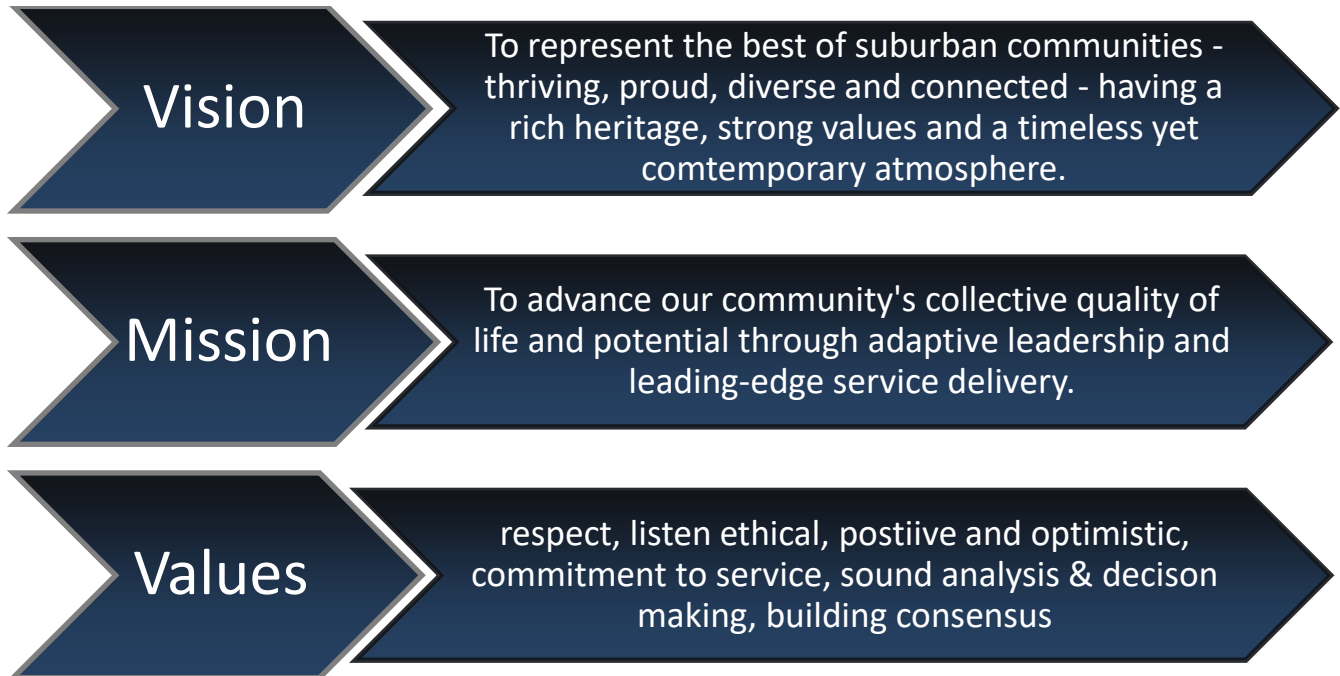 Vision
To represent the best of suburban communities -
thriving, proud, diverse and connected - having a
rich heritage, strong values and a timeless yet
comtemporary atmosphere.
Mission
To advance our community's collective quality of
life and potential through adaptive leadership and
leading-edge service delivery.
Values
respect, listen ethical, postiive and optimistic,
commitment to service, sound analysis & decison
making, building consensus